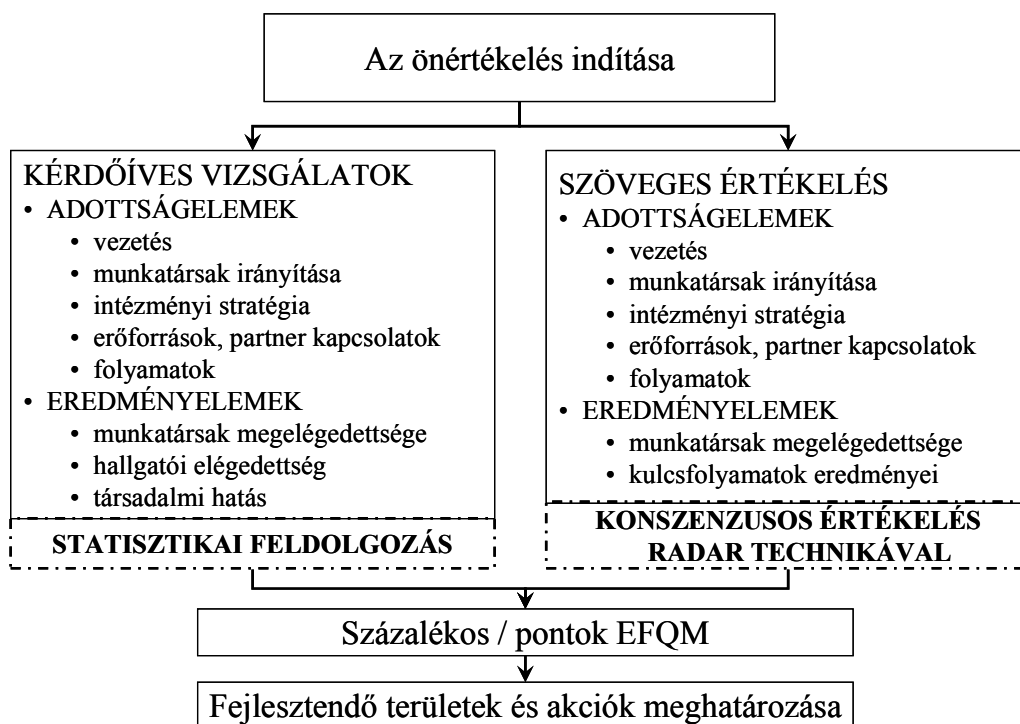 Az önértékelés indítása
KÉRDŐÍVES VIZSGÁLATOK
• ADOTTSÁGELEMEK
• vezetés
• munkatársak irányítása
• intézményi stratégia
• erőforrások, partner kapcsolatok
• folyamatok
• EREDMÉNYELEMEK
• munkatársak megelégedettsége
• hallgatói elégedettség
• társadalmi hatás
STATISZTIKAI FELDOLGOZÁS
SZÖVEGES ÉRTÉKELÉS
• ADOTTSÁGELEMEK
• vezetés
• munkatársak irányítása
• intézményi stratégia
• erőforrások, partner kapcsolatok
• folyamatok
• EREDMÉNYELEMEK
• munkatársak megelégedettsége
• kulcsfolyamatok eredményei
KONSZENZUSOS ÉRTÉKELÉS
RADAR TECHNIKÁVAL
Százalékos / pontok EFQM
Fejlesztendő területek és akciók meghatározása